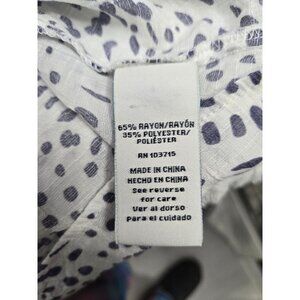 65% RAYON/RAYÓN
35% POLYESTER/
POLIÉSTER
RN 103715
MADE IN CHINA
HECHO EN CHINA
See reverse
for care
Ver al dorso
Para el cuidado